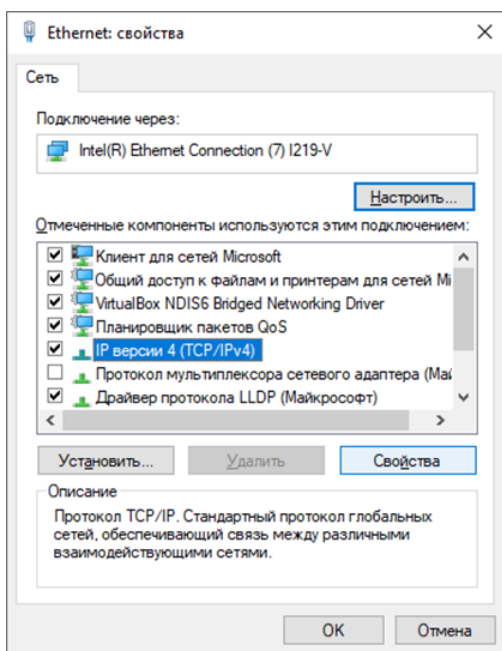 Ethernet: свойства
Сеть
Подключение через:
Intel(R) Ethernet Connection (7) I219-V
Настроить...
Отмеченные компоненты используются этим подключением:
Клиент для сетей Microsoft
Общий доступ к файлам и принтерам для сетей Mi
VirtualBox NDIS6 Bridged Networking Driver
Планировщик пакетов QoS
IP версии 4 (TCP/IPv4)
Протокол мультиплексора сетевого адаптера (Май
Драйвер протокола LLDP (Майкрософт)
Установить... Удалить Свойства
Описание
Протокол TCP/IP. Стандартный протокол глобальных
сетей, обеспечивающий связь между различными
взаимодействующими сетями.
OK Отмена